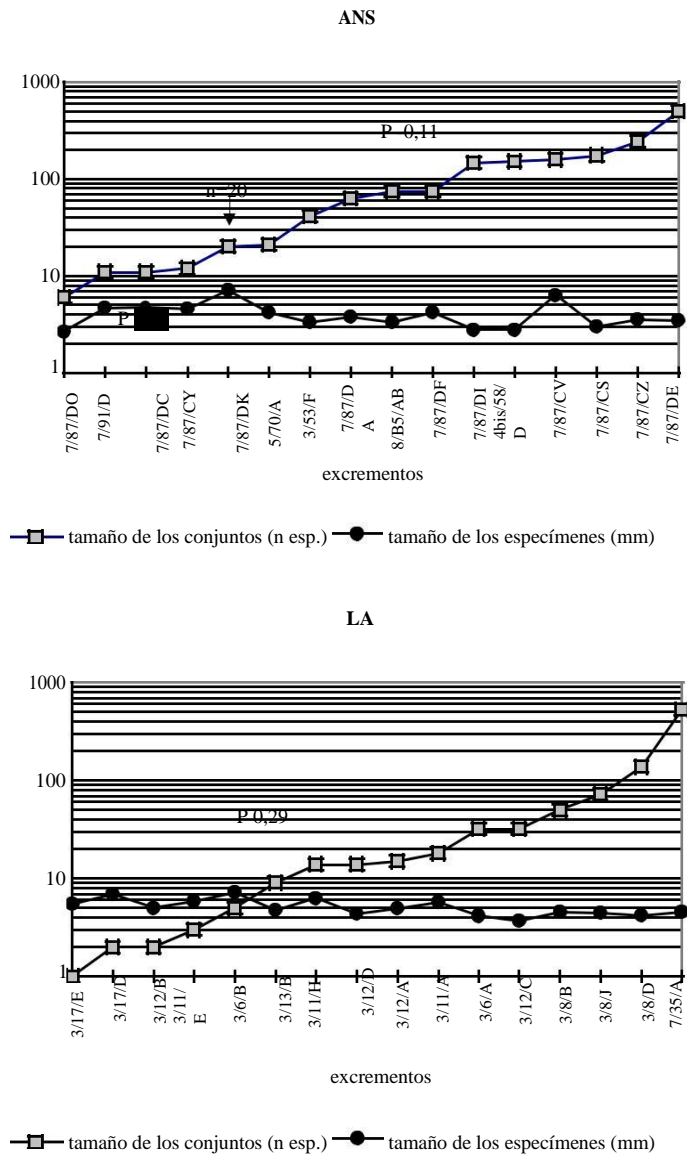 ANS
1000
P 0,11
100
n=20
10
P
1
7/87/DO
7/91/D
7/87/DC
7/87/CY
7/87/DK
5/70/A
3/53/F
7/87/D
A
8/B5/AB
7/87/DF
7/87/DI
4bis/58/
D
7/87/CV
7/87/CS
7/87/CZ
7/87/DE
excrementos
tamaño de los conjuntos (n esp.) tamaño de los especímenes (mm)
LA
1000
100
P 0,29
10
1
3/17/E
3/17/D
3/12/B
3/11/
E
3/6/B
3/13/B
3/11/H
3/12/D
3/12/A
3/11/A
3/6/A
3/12/C
3/8/B
3/8/J
3/8/D
7/35/A
excrementos
tamaño de los conjuntos (n esp.) tamaño de los especímenes (mm)